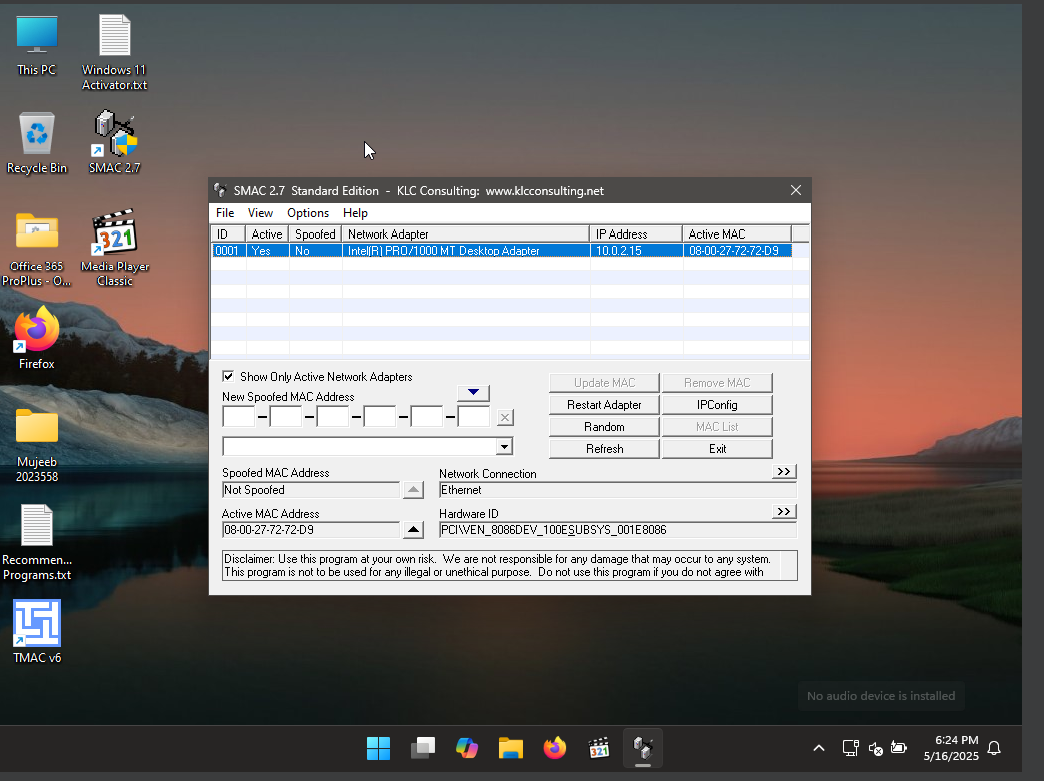 This PC
Windows 11
Activator.txt
Recycle Bin
SMAC 2.7
Office 365
ProPlus - O...
321
Media Player
Classic
Firefox
Mujeeb
2023558
Recommen...
Programs.txt
TMAC v6
SMAC 2.7  Standard Edition  -  KLC Consulting:  www.klcconsulting.net
File View Options Help
ID Active Spoofed Network Adapter IP Address Active MAC
0001 Yes No Intel(R) PRO/1000 MT Desktop Adapter 10.0.2.15 08-00-27-72-72-D9
Show Only Active Network Adapters
New Spoofed MAC Address
Update MAC Remove MAC
Restart Adapter IPConfig
Random MAC List
Refresh Exit
Spoofed MAC Address
Not Spoofed
Network Connection >>
Ethernet
Active MAC Address
08-00-27-72-72-D9
Hardware ID >>
PCI\VEN_8086DEV_100ESUBSYS_001E8086
Disclaimer: Use this program at your own risk.  We are not responsible for any damage that may occur to any system.
This program is not to be used for any illegal or unethical purpose.  Do not use this program if you do not agree with
No audio device is installed
321
6:24 PM
5/16/2025